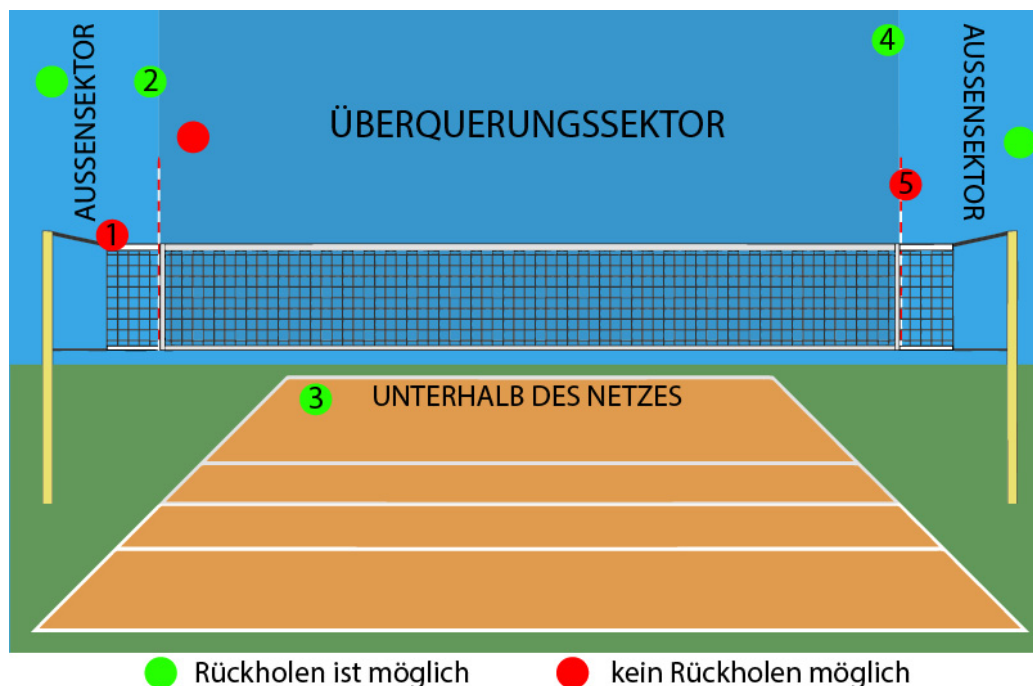 AUSSENSEKTOR
2
ÜBERQUERUNGSSEKTOR
4
AUSSENSEKTOR
5
1
3
UNTERHALB DES NETZES
Rückholen ist möglich
kein Rückholen möglich